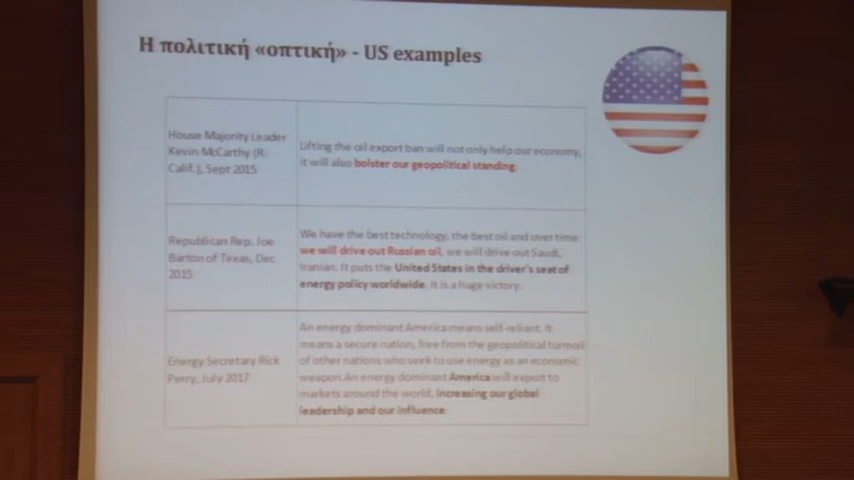 Η πολιτική «οπτική» - US examples
House Majority Leader
Kevin McCarthy (R-
Calif.), Sept 2015
Lifting the oil export ban will not only help our economy,
it will also bolster our geopolitical standing.
Republican Rep. Joe
Barton of Texas, Dec.
2015
We have the best technology, the best oil and over time
we will drive out Russian oil, we will drive out Saudi,
Iranian. It puts the United States in the driver's seat of
energy policy worldwide. It is a huge victory.
Energy Secretary Rick
Perry, July 2017
An energy dominant America means self-reliant. It
means a secure nation, free from the geopolitical turmoil
of other nations who seek to use energy as an economic
weapon.An energy dominant America will export to
markets around the world, increasing our global
leadership and our influence.